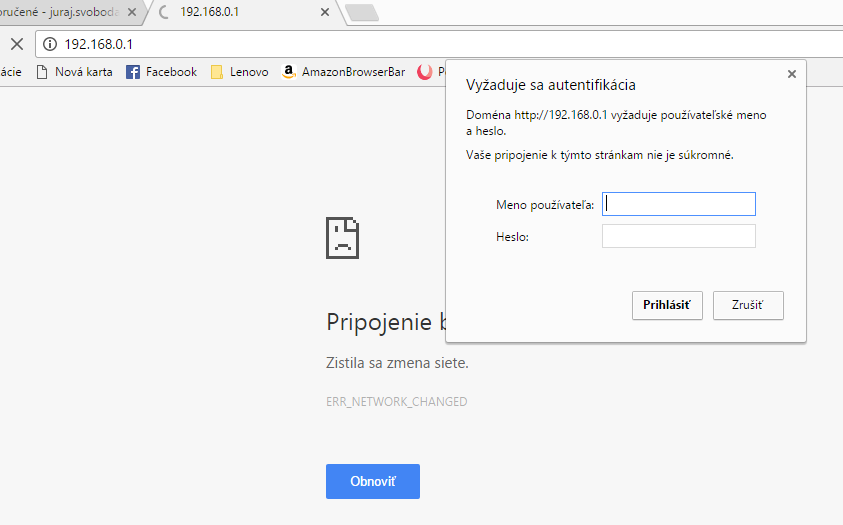 oručené - juraj.svoboda
192.168.0.1
192.168.0.1
ácie Nová karta Facebook Lenovo AmazonBrowserBar
Vyžaduje sa autentifikácia
Doména http://192.168.0.1 vyžaduje používateľské meno
a heslo.
Vaše pripojenie k týmto stránkam nie je súkromné.
Meno používateľa:
Heslo:
Prihlásiť Zrušiť
Pripojenie
Zistila sa zmena siete.
ERR_NETWORK_CHANGED
Obnoviť